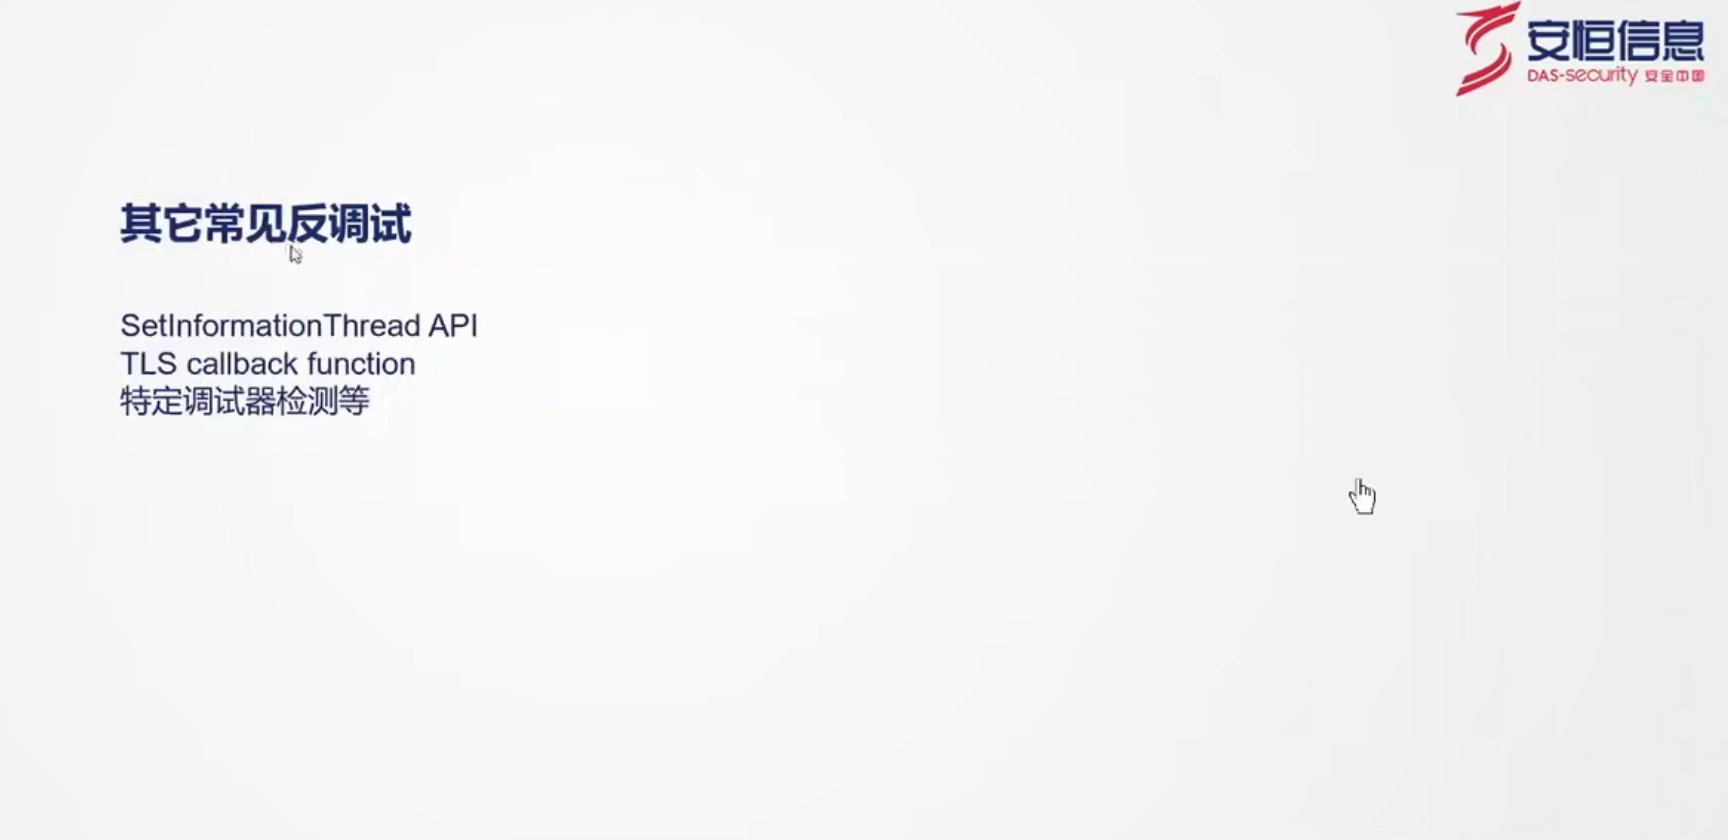 安恒信息
DAS-security 安全中国
其它常见反调试
SetInformationThread API
TLS callback function
特定调试器检测等